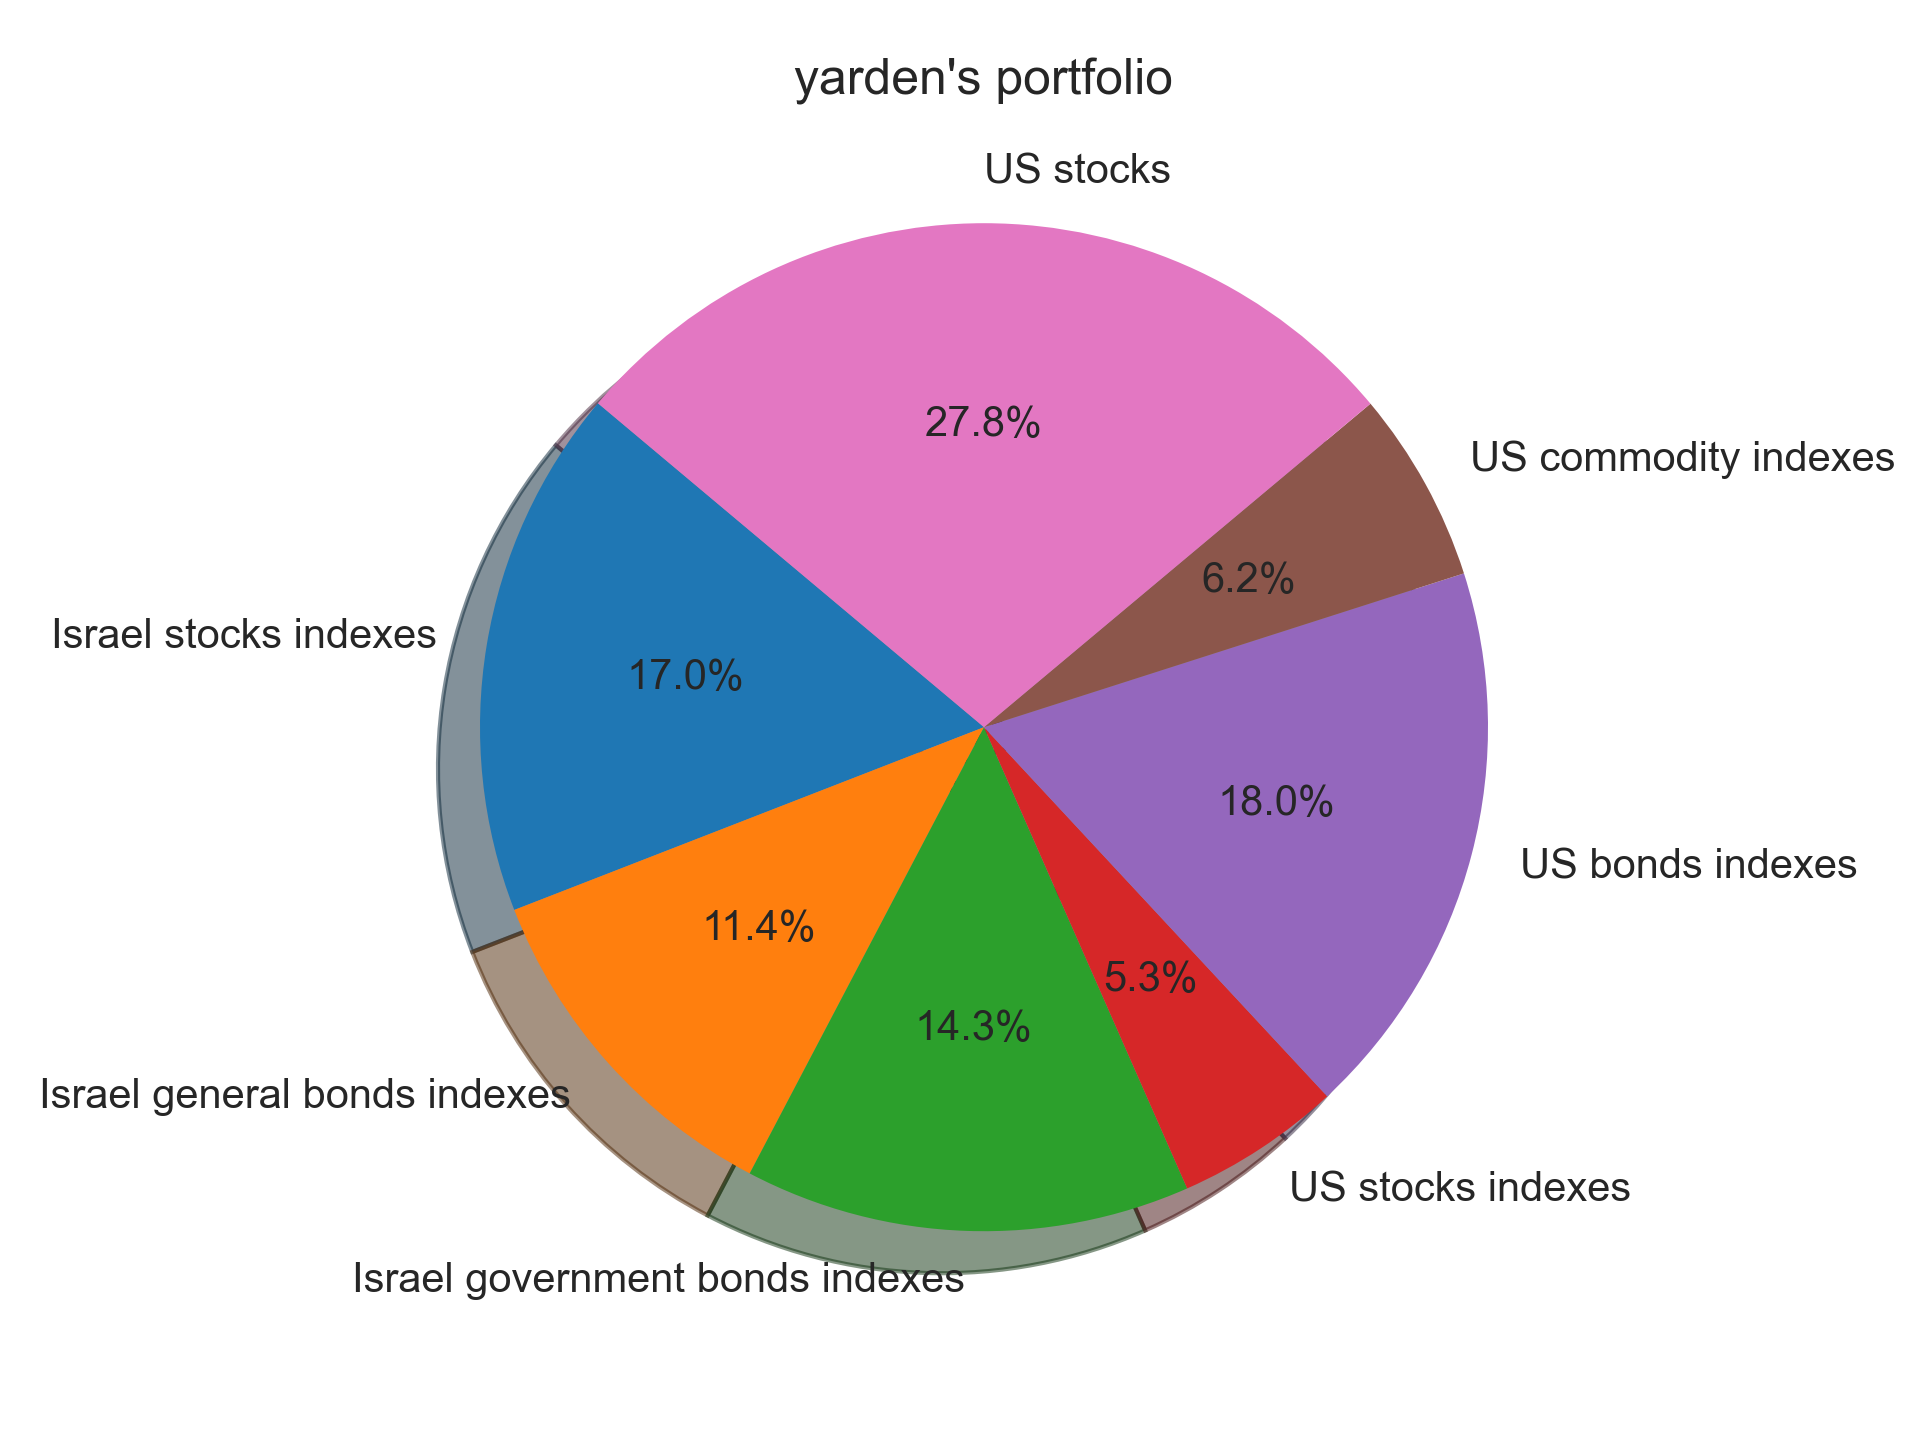 yarden's portfolio
US stocks
27.8%
US commodity indexes
6.2%
Israel stocks indexes
17.0%
18.0%
US bonds indexes
11.4%
5.3%
14.3%
Israel general bonds indexes
US stocks indexes
Israel government bonds indexes